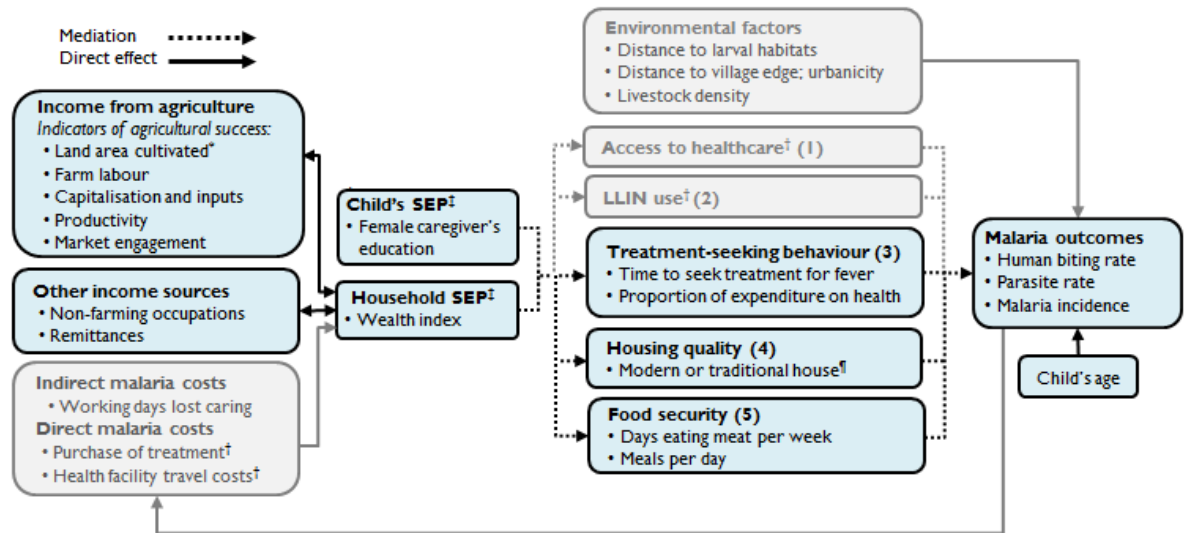 Mediation
Direct effect
Income from agriculture
Indicators of agricultural success:
• Land area cultivated*
• Farm labour
• Capitalisation and inputs
• Productivity
• Market engagement
Other income sources
• Non-farming occupations
• Remittances
Indirect malaria costs
• Working days lost caring
Direct malaria costs
• Purchase of treatment†
• Health facility travel costs†
Child's SEP‡
• Female caregiver's
education
Household SEP‡
• Wealth index
Environmental factors
• Distance to larval habitats
• Distance to village edge; urbanicity
• Livestock density
Access to healthcare† (1)
LLIN use† (2)
Treatment-seeking behaviour (3)
• Time to seek treatment for fever
• Proportion of expenditure on health
Housing quality (4)
• Modern or traditional house¶
Food security (5)
• Days eating meat per week
• Meals per day
Malaria outcomes
• Human biting rate
• Parasite rate
• Malaria incidence
Child's age